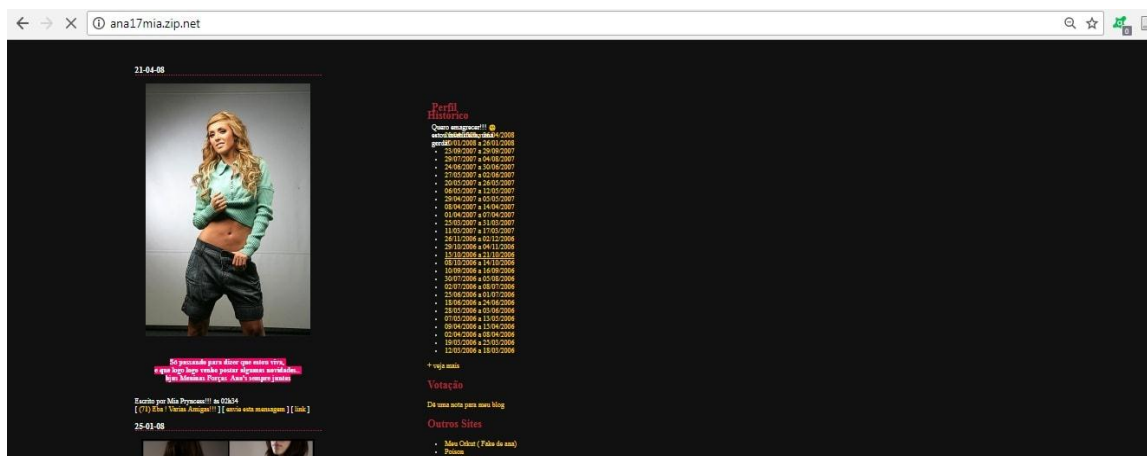 ana17mia.zip.net
0
21-04-08
Só passando para dizer que estou viva,
e que logo logo venho postar algumas novidades..
bjus Meninas Forças Ana's sempre juntas
Escrito por Mia Pryncess!!! às 02h34
[ (71) Eba ! Varias Amigas!!! ] [ envie esta mensagem ] [ link ]
25-01-08
Perfil
Histórico
Quero emagrecer!!!
04/2008
20/01/2008 a 26/01/2008
23/09/2007 a 29/09/2007
29/07/2007 a 04/08/2007
24/06/2007 a 30/06/2007
27/05/2007 a 02/06/2007
20/05/2007 a 26/05/2007
06/05/2007 a 12/05/2007
29/04/2007 a 05/05/2007
08/04/2007 a 14/04/2007
01/04/2007 a 07/04/2007
25/03/2007 a 31/03/2007
11/03/2007 a 17/03/2007
26/11/2006 a 02/12/2006
29/10/2006 a 04/11/2006
15/10/2006 a 21/10/2006
08/10/2006 a 14/10/2006
10/09/2006 a 16/09/2006
30/07/2006 a 05/08/2006
02/07/2006 a 08/07/2006
25/06/2006 a 01/07/2006
18/06/2006 a 24/06/2006
28/05/2006 a 03/06/2006
07/05/2006 a 13/05/2006
09/04/2006 a 15/04/2006
02/04/2006 a 08/04/2006
19/03/2006 a 25/03/2006
12/03/2006 a 18/03/2006
+ veja mais
Votação
Dê uma nota para meu blog
Outros Sites
Meu Orkut ( Fake de ana)
Poison